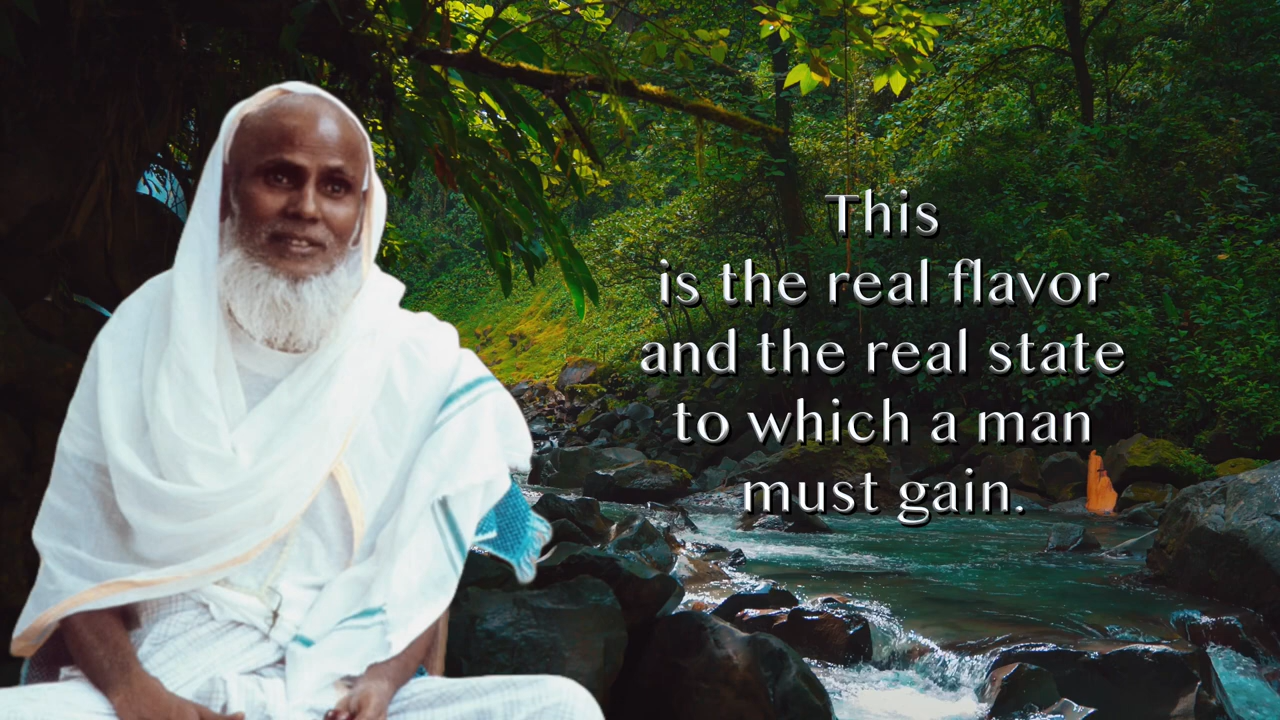 This
is the real flavor
and the real state
to which a man
must gain.